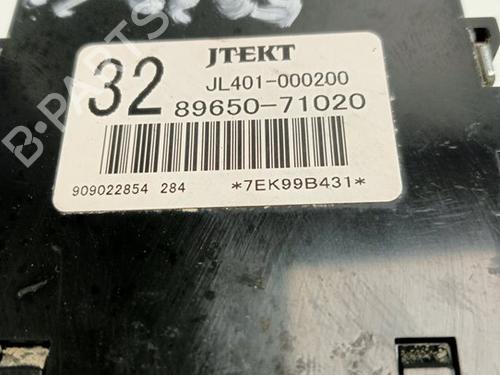 JTEKT
32
JL401-000200
89650-71020
909022854 284
*7EK99B431*
B-PARTS